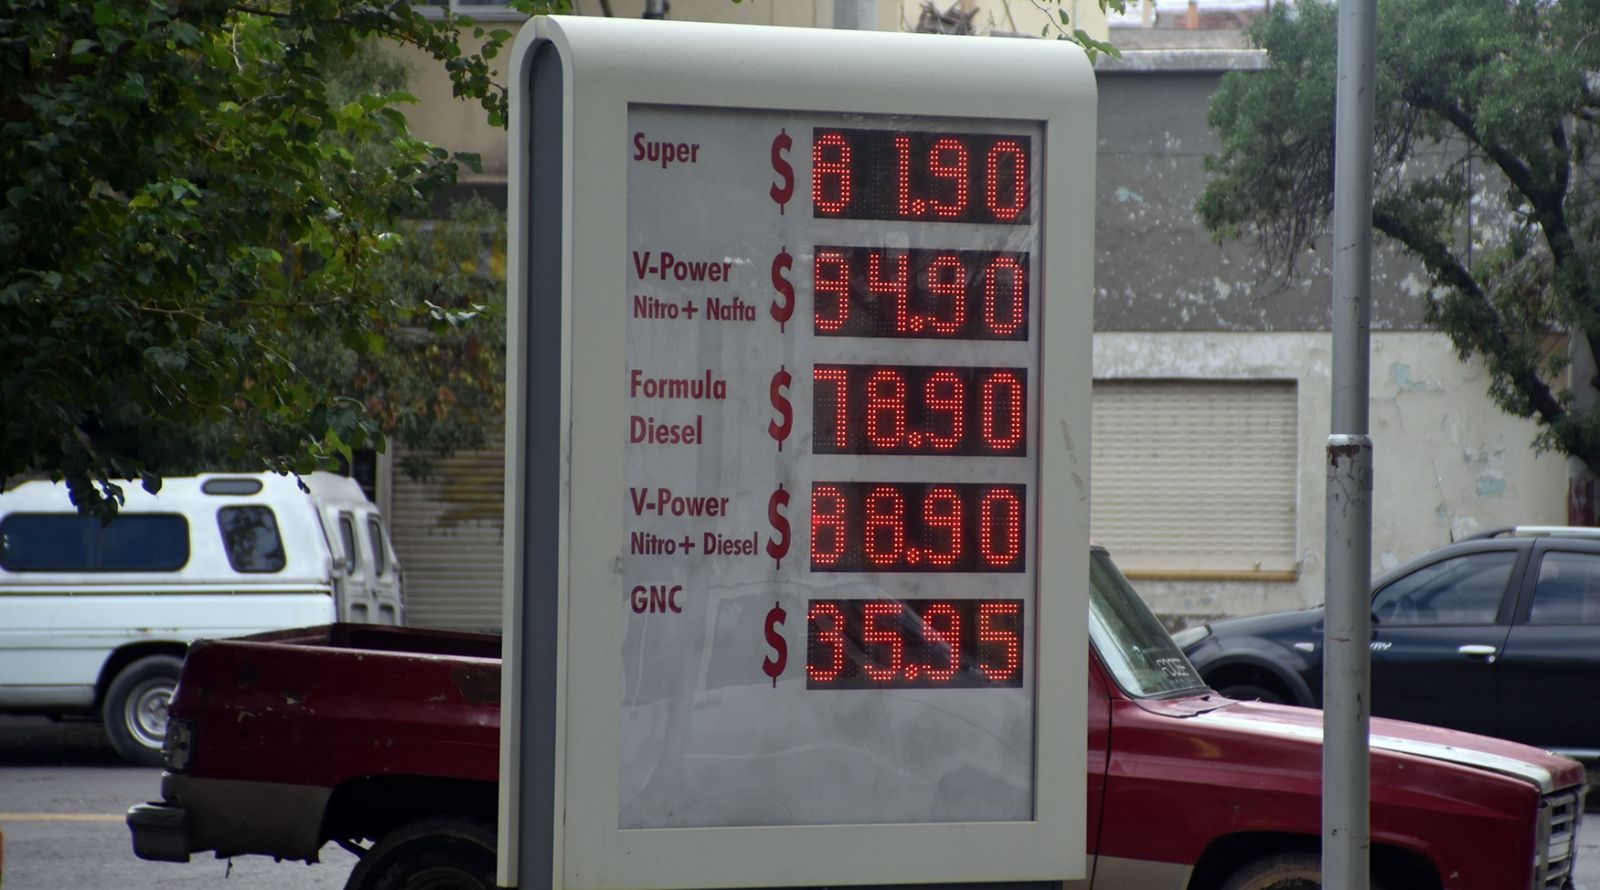 Super $ 81.90
V-Power
Nitro+ Nafta $ 94.90
Formula
Diesel $ 78.90
V-Power
Nitro+ Diesel $ 88.90
GNC
$ 35.95